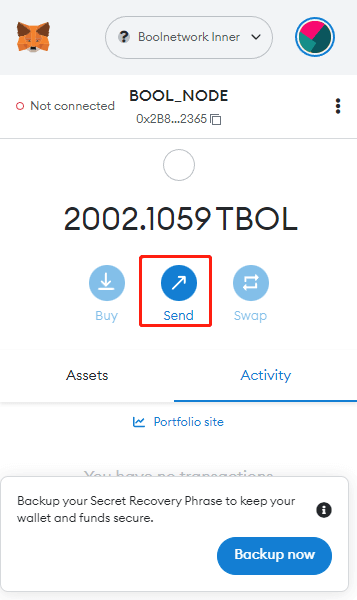 Boolnetwork Inner
Not connected
BOOL_NODE
0x2B8...2365
2002.1059 TBOL
Buy
Send
Swap
Assets
Activity
Portfolio site
You have no transactions
Backup your Secret Recovery Phrase to keep your
wallet and funds secure.
Backup now